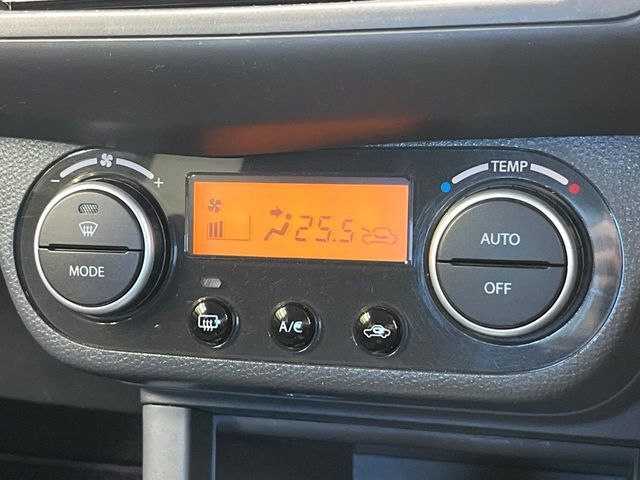 TEMP
- +
25.5
AUTO
MODE
OFF
A/C